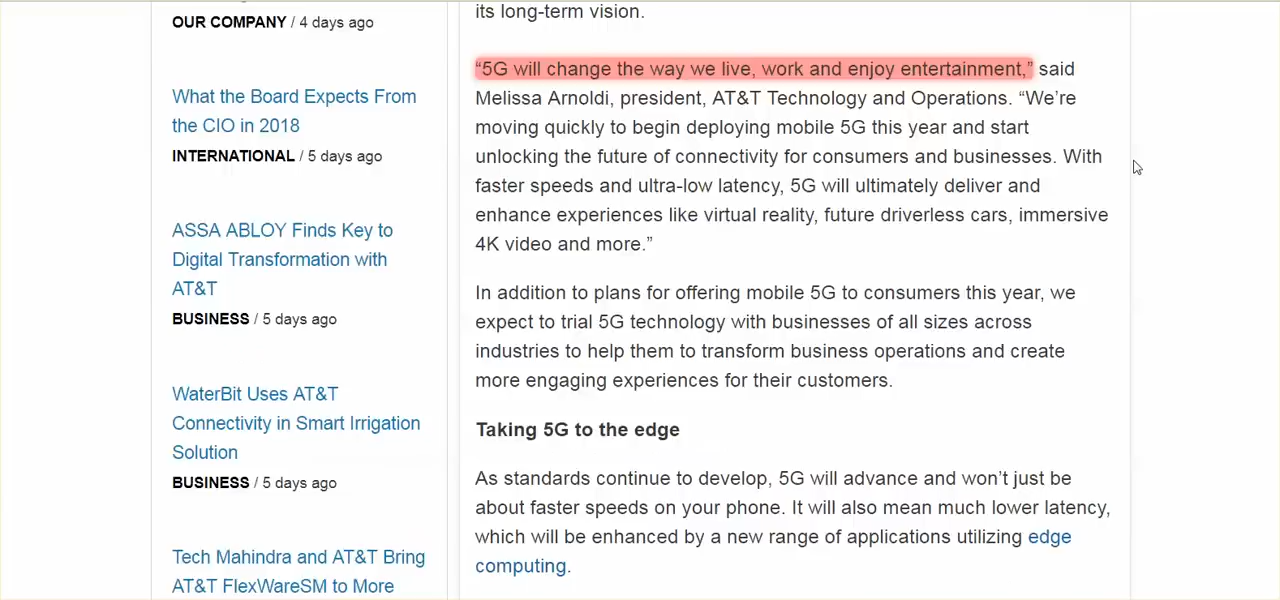 OUR COMPANY / 4 days ago
What the Board Expects From
the CIO in 2018
INTERNATIONAL / 5 days ago
ASSA ABLOY Finds Key to
Digital Transformation with
AT&T
BUSINESS / 5 days ago
WaterBit Uses AT&T
Connectivity in Smart Irrigation
Solution
BUSINESS / 5 days ago
Tech Mahindra and AT&T Bring
AT&T FlexWareSM to More
its long-term vision.
“5G will change the way we live, work and enjoy entertainment,” said
Melissa Arnoldi, president, AT&T Technology and Operations. “We’re
moving quickly to begin deploying mobile 5G this year and start
unlocking the future of connectivity for consumers and businesses. With
faster speeds and ultra-low latency, 5G will ultimately deliver and
enhance experiences like virtual reality, future driverless cars, immersive
4K video and more.”
In addition to plans for offering mobile 5G to consumers this year, we
expect to trial 5G technology with businesses of all sizes across
industries to help them to transform business operations and create
more engaging experiences for their customers.
Taking 5G to the edge
As standards continue to develop, 5G will advance and won’t just be
about faster speeds on your phone. It will also mean much lower latency,
which will be enhanced by a new range of applications utilizing edge
computing.